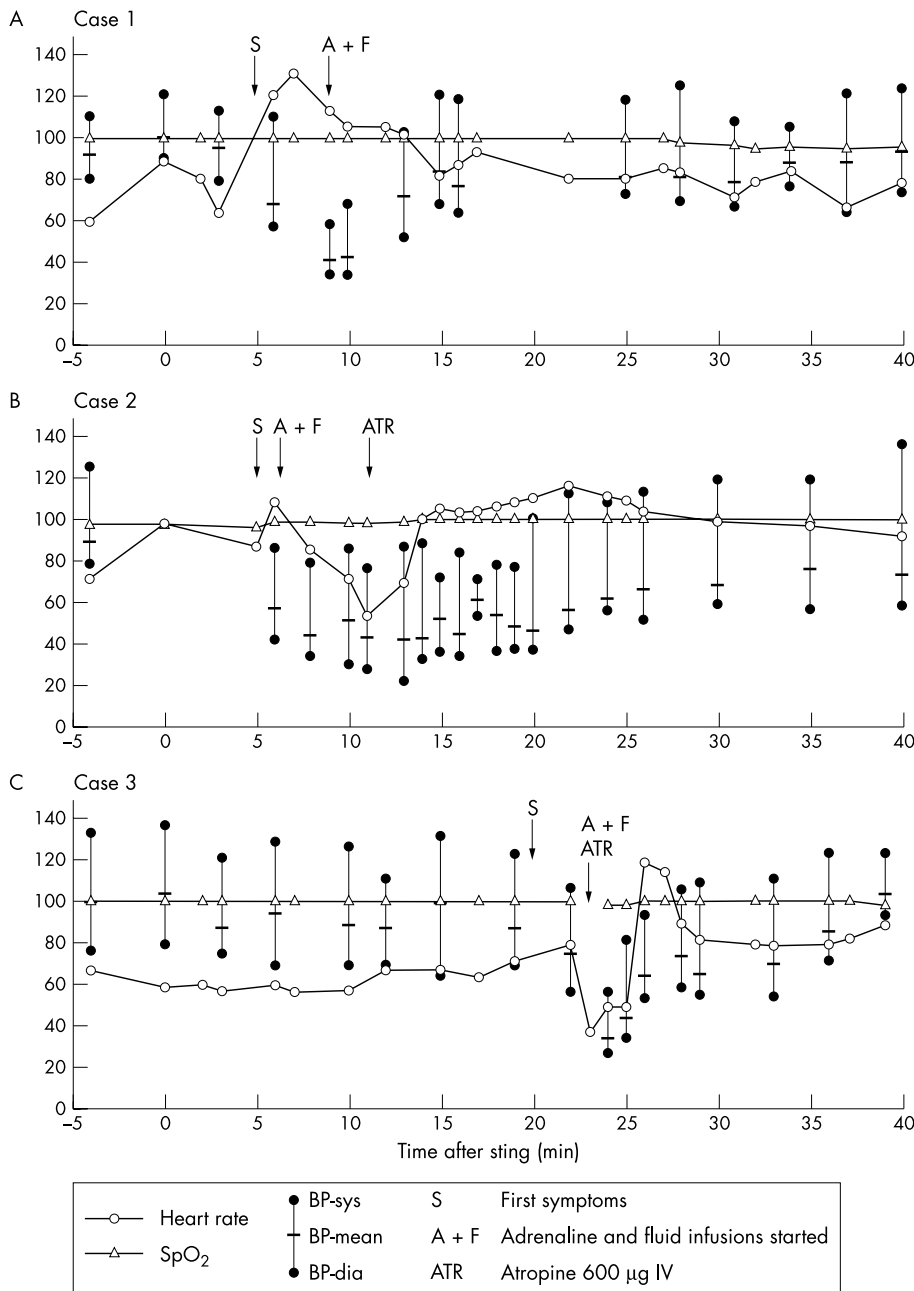 A Case 1
S A + F
140
120
100
80
60
40
20
0
–5 0 5 10 15 20 25 30 35 40
B Case 2
S A + F ATR
140
120
100
80
60
40
20
0
–5 0 5 10 15 20 25 30 35 40
C Case 3
S
A + F
ATR
140
120
100
80
60
40
20
0
–5 0 5 10 15 20 25 30 35 40
Time after sting (min)
Heart rate BP-sys S First symptoms
SpO₂ BP-mean A + F Adrenaline and fluid infusions started
BP-dia ATR Atropine 600 μg IV